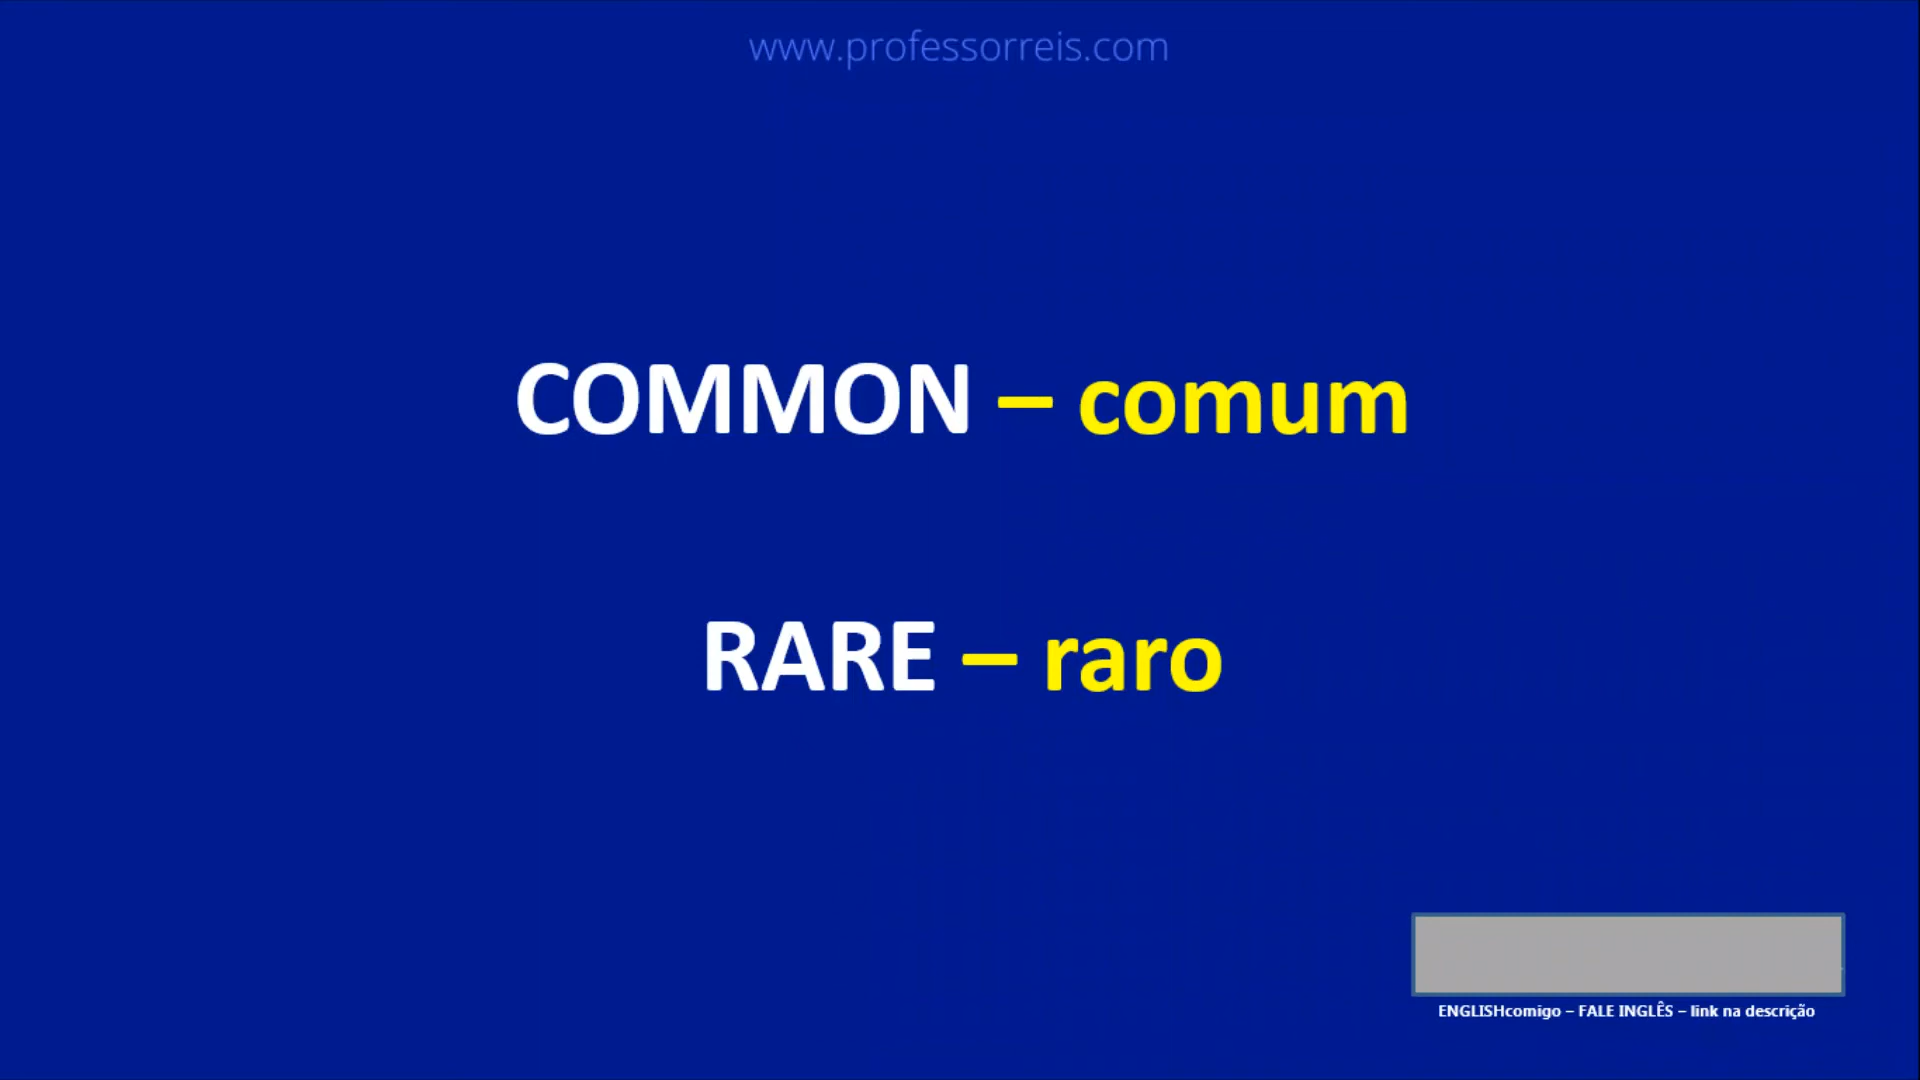 www.professorreis.com
COMMON – comum
RARE – raro
ENGLISHcomigo – FALE INGLÊS – link na descrição